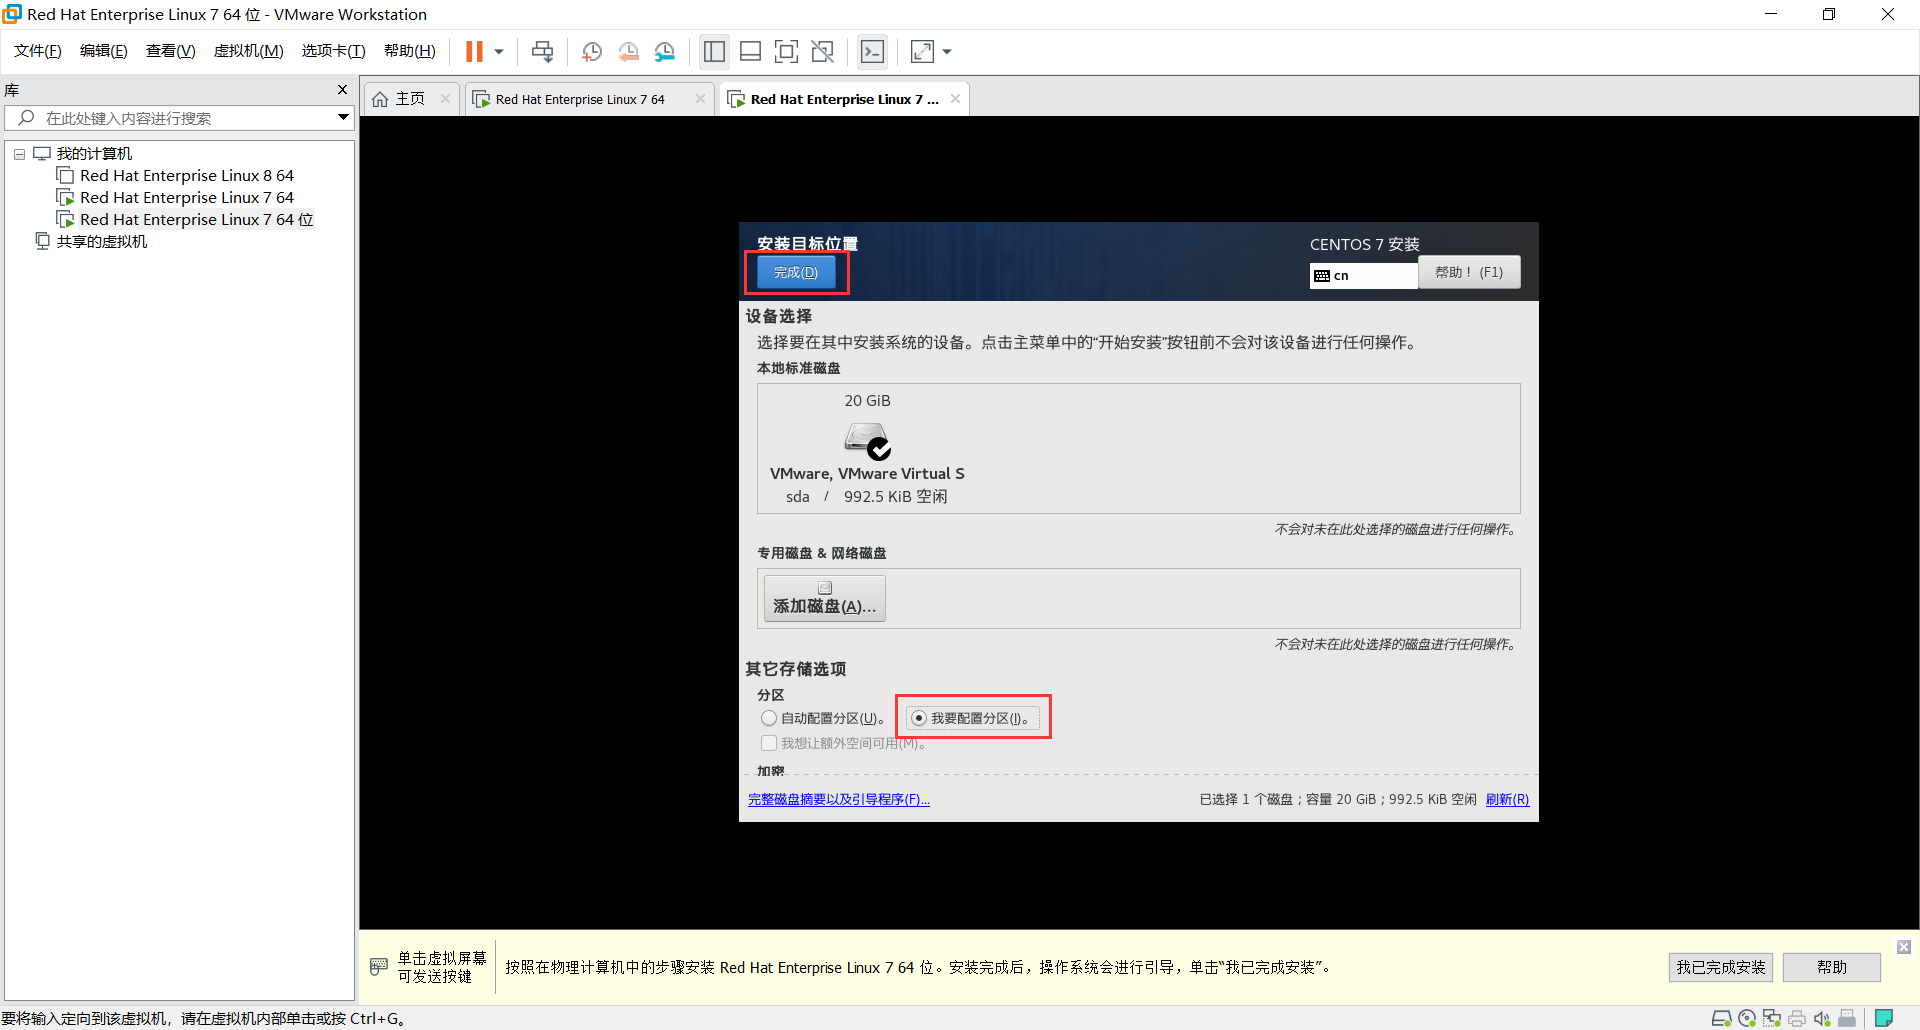 Red Hat Enterprise Linux 7 64 位 - VMware Workstation
文件(F) 编辑(E) 查看(V) 虚拟机(M) 选项卡(T) 帮助(H)
库
在此处键入内容进行搜索
我的计算机
Red Hat Enterprise Linux 8 64
Red Hat Enterprise Linux 7 64
Red Hat Enterprise Linux 7 64 位
共享的虚拟机
主页 Red Hat Enterprise Linux 7 64 Red Hat Enterprise Linux 7 ...
安装目标位置 CENTOS 7 安装
完成(D) cn 帮助！ (F1)
设备选择
选择要在其中安装系统的设备。点击主菜单中的“开始安装”按钮前不会对该设备进行任何操作。
本地标准磁盘
20 GiB
VMware, VMware Virtual S
sda / 992.5 KiB 空闲
不会对未在此处选择的磁盘进行任何操作。
专用磁盘 & 网络磁盘
添加磁盘(A)...
不会对未在此处选择的磁盘进行任何操作。
其它存储选项
分区
自动配置分区(U)。 我要配置分区(I)。
我想让额外空间可用(M)。
加密
完整磁盘摘要以及引导程序(F)... 已选择 1 个磁盘；容量 20 GiB；992.5 KiB 空闲 刷新(R)
单击虚拟屏幕
可发送按键
按照在物理计算机中的步骤安装 Red Hat Enterprise Linux 7 64 位。安装完成后，操作系统会进行引导，单击“我已完成安装”。
我已完成安装 帮助
要将输入定向到该虚拟机，请在虚拟机内部单击或按 Ctrl+G。